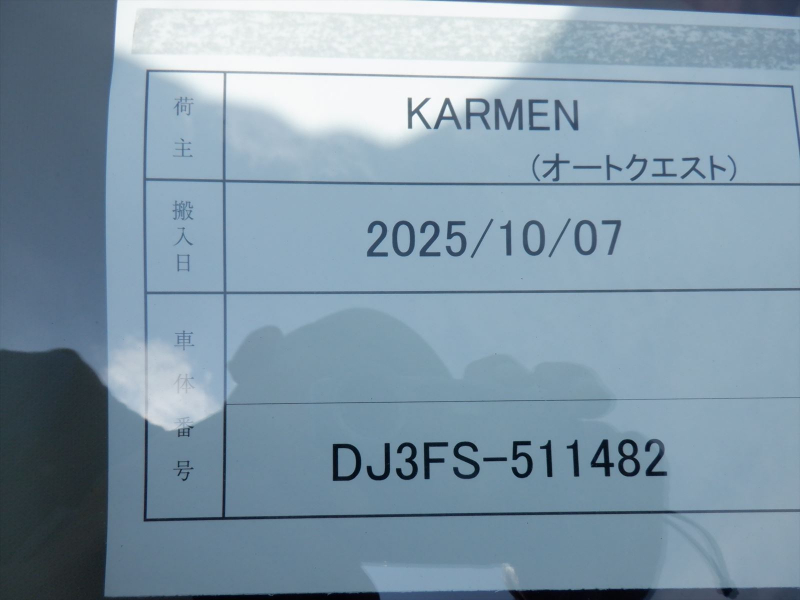 荷主
KARMEN
(オートクエスト)
搬入日
2025/10/07
車体番号
DJ3FS-511482